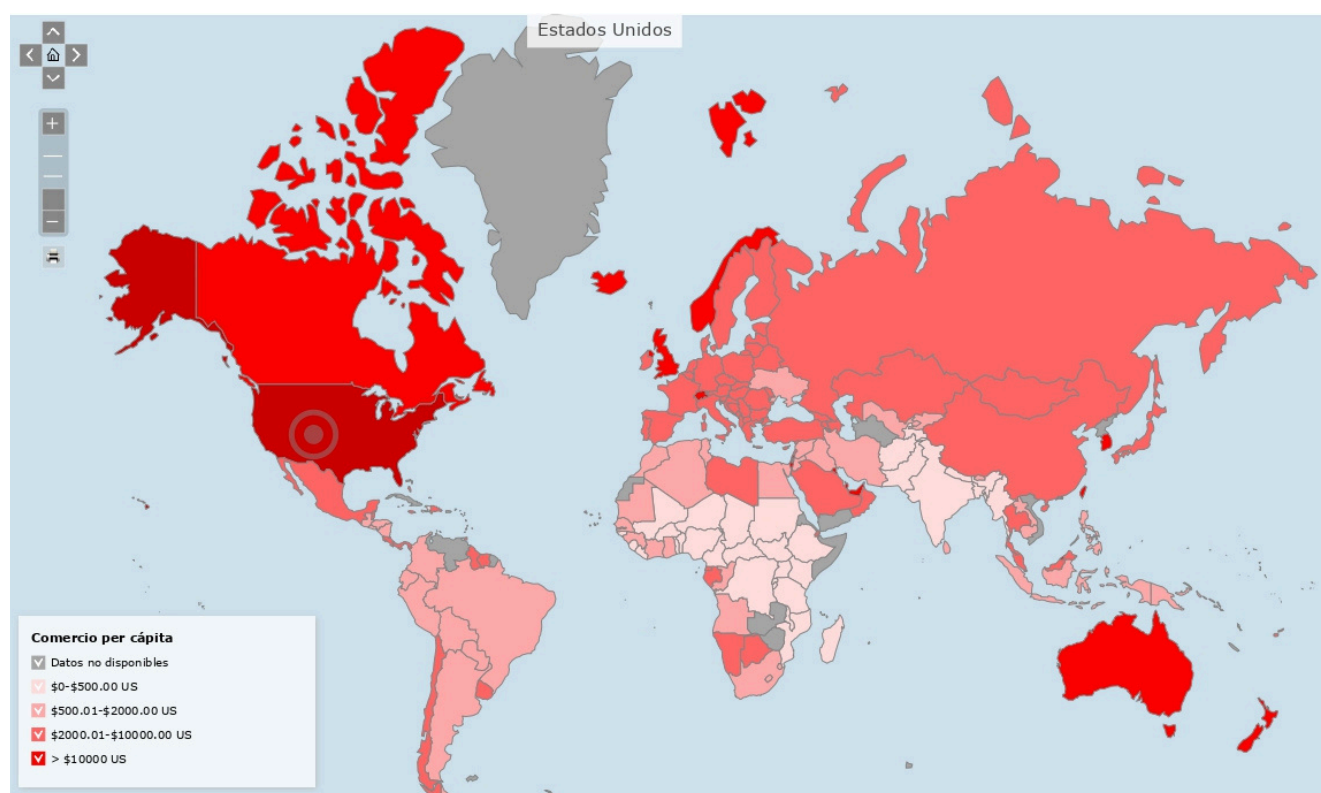 Estados Unidos
Comercio per cápita
Datos no disponibles
$0-$500.00 US
$500.01-$2000.00 US
$2000.01-$10000.00 US
> $10000 US